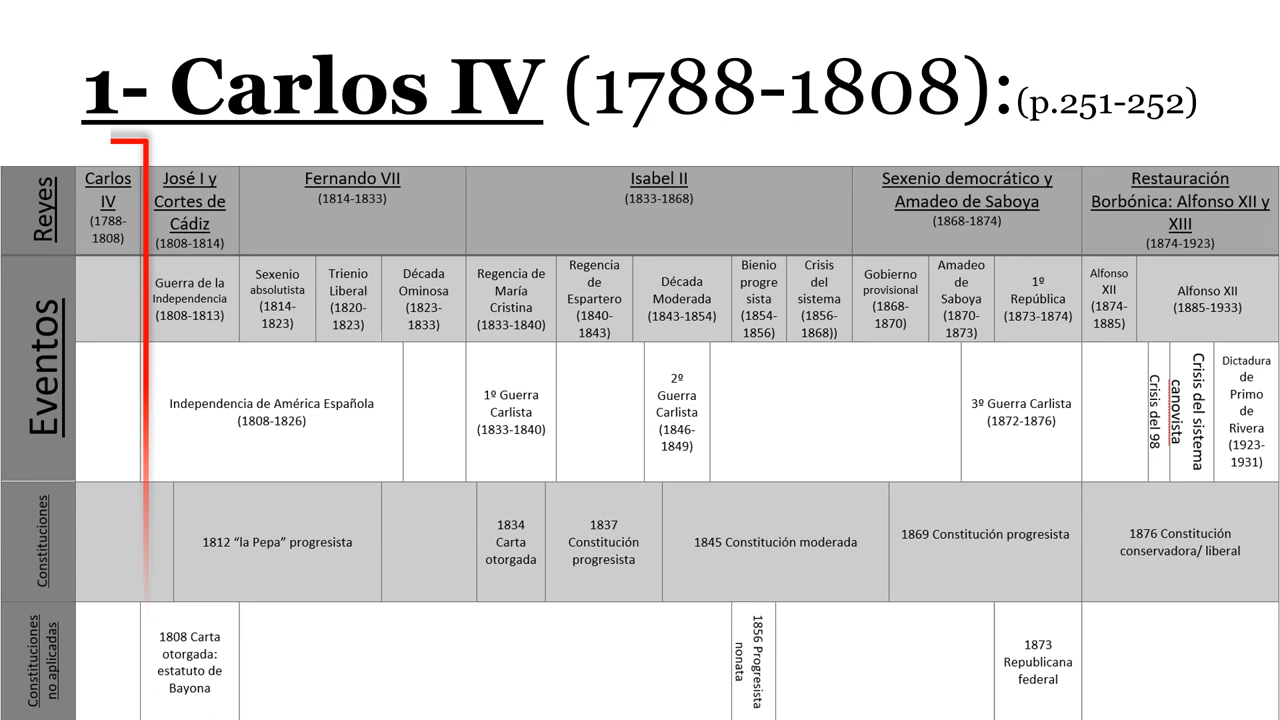 1- Carlos IV (1788-1808):(p.251-252)
Reyes
Carlos
IV
(1788-
1808)
José I y
Cortes de
Cádiz
(1808-1814)
Fernando VII
(1814-1833)
Isabel II
(1833-1868)
Sexenio democrático y
Amadeo de Saboya
(1868-1874)
Restauración
Borbónica: Alfonso XII y
XIII
(1874-1923)
Eventos
Guerra de la
Independencia
(1808-1813)
Sexenio
absolutista
(1814-
1823)
Trienio
Liberal
(1820-
1823)
Década
Ominosa
(1823-
1833)
Regencia de
María
Cristina
(1833-1840)
Regencia
de
Espartero
(1840-
1843)
Década
Moderada
(1843-1854)
Bienio
progre
sista
(1854-
1856)
Crisis
del
sistema
(1856-
1868))
Gobierno
provisional
(1868-
1870)
Amadeo
de
Saboya
(1870-
1873)
1º
República
(1873-1874)
Alfonso
XII
(1874-
1885)
Alfonso XII
(1885-1933)
Independencia de América Española
(1808-1826)
1º Guerra
Carlista
(1833-1840)
2º
Guerra
Carlista
(1846-
1849)
3º Guerra Carlista
(1872-1876)
Crisis del 98
Crisis del sistema
canovista
Dictadura
de
Primo
de
Rivera
(1923-
1931)
Constituciones
1812 “la Pepa” progresista
1834
Carta
otorgada
1837
Constitución
progresista
1845 Constitución moderada
1869 Constitución progresista
1876 Constitución
conservadora/ liberal
Constituciones
no aplicadas
1808 Carta
otorgada:
estatuto de
Bayona
1856 Progresista
nonata
1873
Republicana
federal